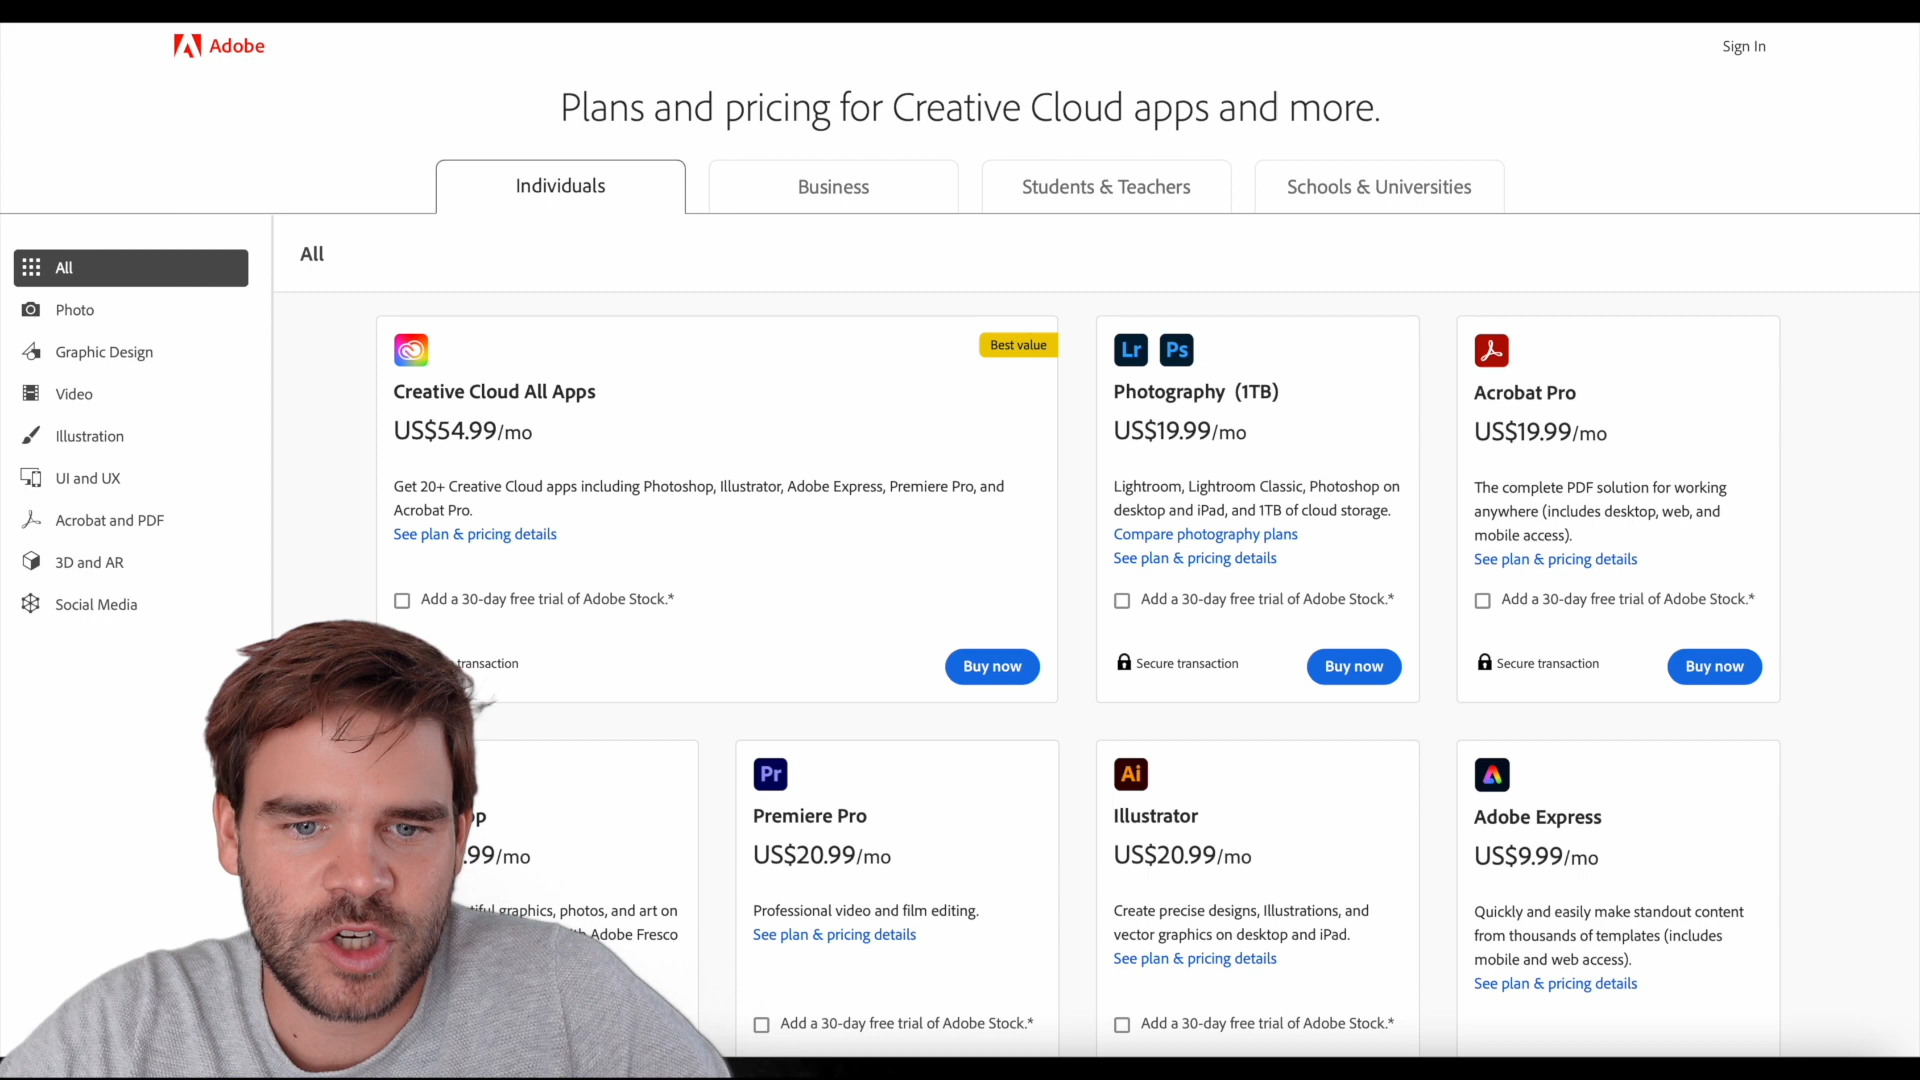 Adobe
Sign In
Plans and pricing for Creative Cloud apps and more.
Individuals
Business
Students & Teachers
Schools & Universities
All
Photo
Graphic Design
Video
Illustration
UI and UX
Acrobat and PDF
3D and AR
Social Media
All
Best value
Creative Cloud All Apps
US$54.99/mo
Get 20+ Creative Cloud apps including Photoshop, Illustrator, Adobe Express, Premiere Pro, and
Acrobat Pro.
See plan & pricing details
Add a 30-day free trial of Adobe Stock.*
transaction
Buy now
Lr Ps
Photography (1TB)
US$19.99/mo
Lightroom, Lightroom Classic, Photoshop on
desktop and iPad, and 1TB of cloud storage.
Compare photography plans
See plan & pricing details
Add a 30-day free trial of Adobe Stock.*
Secure transaction
Buy now
Acrobat Pro
US$19.99/mo
The complete PDF solution for working
anywhere (includes desktop, web, and
mobile access).
See plan & pricing details
Add a 30-day free trial of Adobe Stock.*
Secure transaction
Buy now
.99/mo
graphics, photos, and art on
Adobe Fresco
Pr
Premiere Pro
US$20.99/mo
Professional video and film editing.
See plan & pricing details
Add a 30-day free trial of Adobe Stock.*
Ai
Illustrator
US$20.99/mo
Create precise designs, Illustrations, and
vector graphics on desktop and iPad.
See plan & pricing details
Add a 30-day free trial of Adobe Stock.*
Adobe Express
US$9.99/mo
Quickly and easily make standout content
from thousands of templates (includes
mobile and web access).
See plan & pricing details